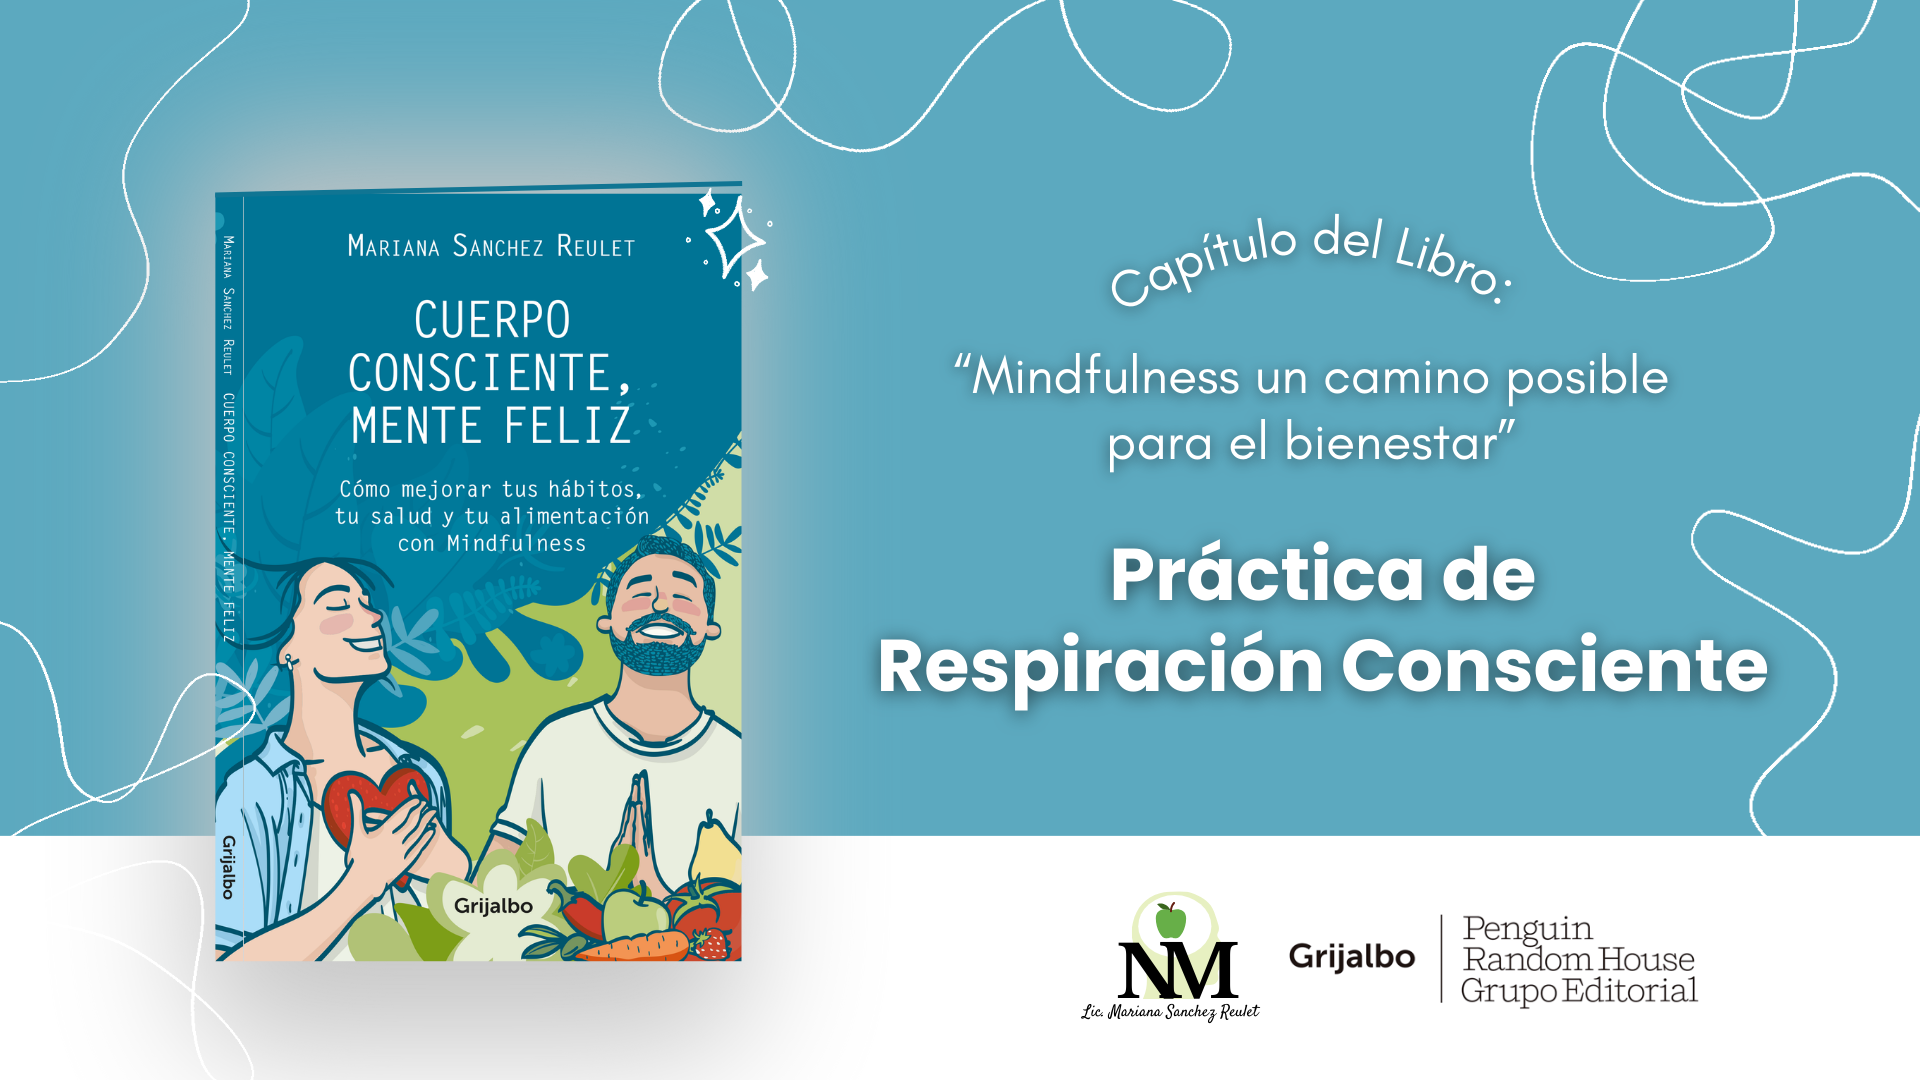 Mariana Sanchez Reulet
CUERPO
CONSCIENTE,
MENTE FELIZ
Cómo mejorar tus hábitos,
tu salud y tu alimentación
con Mindfulness
Grijalbo
Mariana Sanchez Reulet CUERPO CONSCIENTE, MENTE FELIZ
Grijalbo
Capítulo del Libro:
“Mindfulness un camino posible
para el bienestar”
Práctica de
Respiración Consciente
NM
Lic. Mariana Sanchez Reulet
Grijalbo
Penguin
Random House
Grupo Editorial